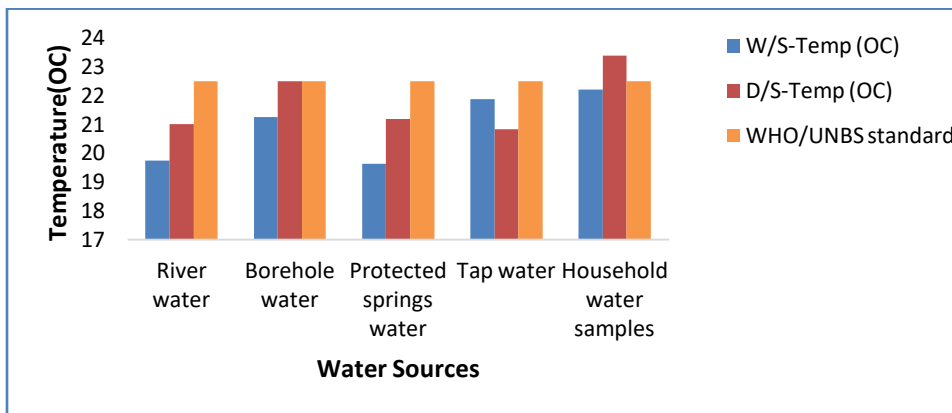 Temperature(OC)
24
23
22
21
20
19
18
17
River
water
Borehole
water
Protected
springs
water
Tap water
Household
water
samples
Water Sources
W/S-Temp (OC)
D/S-Temp (OC)
WHO/UNBS standard